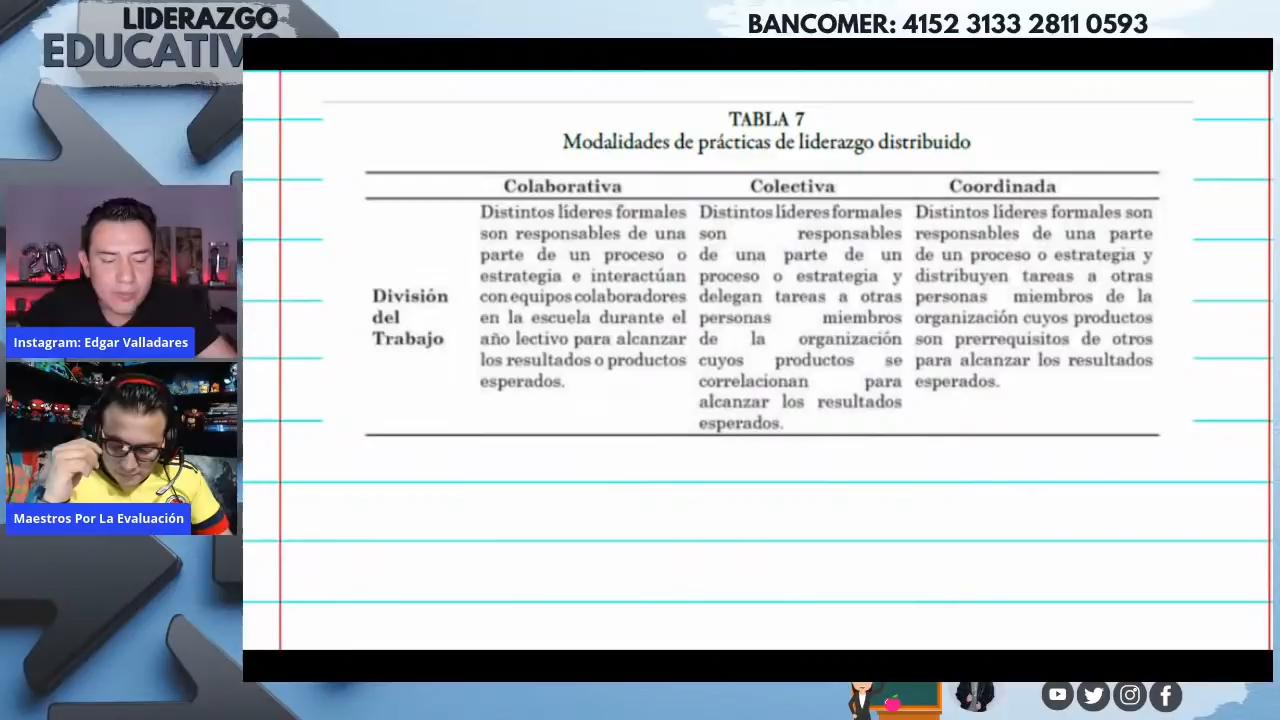 LIDERAZGO
EDUCATIVO
BANCOMER: 4152 3133 2811 0593
TABLA 7
Modalidades de prácticas de liderazgo distribuido
Colaborativa Colectiva Coordinada
División
del
Trabajo
Distintos líderes formales
son responsables de una
parte de un proceso o
estrategia e interactúan
con equipos colaboradores
en la escuela durante el
año lectivo para alcanzar
los resultados o productos
esperados.
Distintos líderes formales
son responsables
de una parte de un
proceso o estrategia y
delegan tareas a otras
personas miembros
de la organización
cuyos productos se
correlacionan para
alcanzar los resultados
esperados.
Distintos líderes formales son
responsables de una parte
de un proceso o estrategia y
distribuyen tareas a otras
personas miembros de la
organización cuyos productos
son prerrequisitos de otros
para alcanzar los resultados
esperados.
20
Instagram: Edgar Valladares
Maestros Por La Evaluación